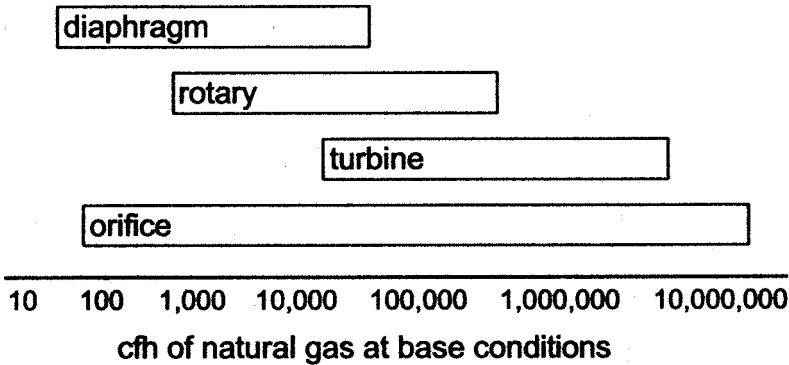 diaphragm
rotary
turbine
orifice
10 100 1,000 10,000 100,000 1,000,000 10,000,000
cfh of natural gas at base conditions